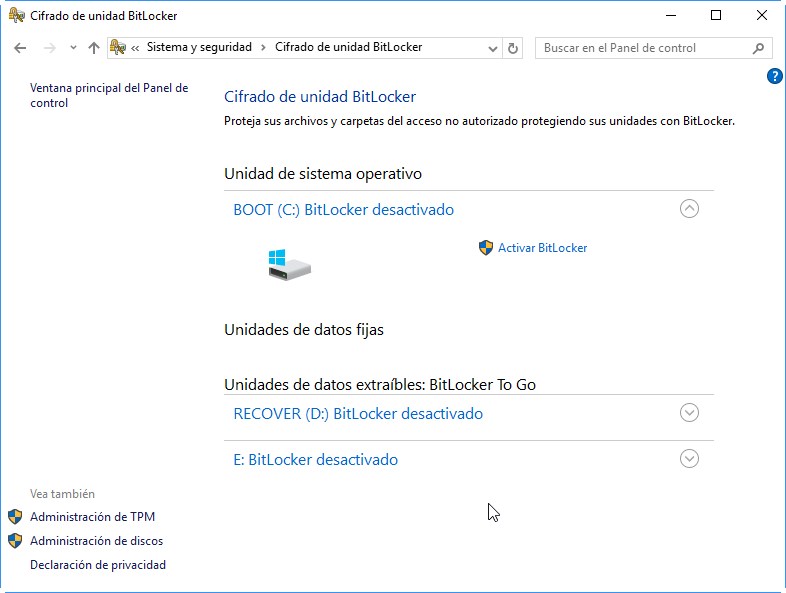 Cifrado de unidad BitLocker
« Sistema y seguridad > Cifrado de unidad BitLocker
Buscar en el Panel de control
?
Ventana principal del Panel de
control
Cifrado de unidad BitLocker
Proteja sus archivos y carpetas del acceso no autorizado protegiendo sus unidades con BitLocker.
Unidad de sistema operativo
BOOT (C:) BitLocker desactivado
Activar BitLocker
Unidades de datos fijas
Unidades de datos extraíbles: BitLocker To Go
RECOVER (D:) BitLocker desactivado
E: BitLocker desactivado
Vea también
Administración de TPM
Administración de discos
Declaración de privacidad